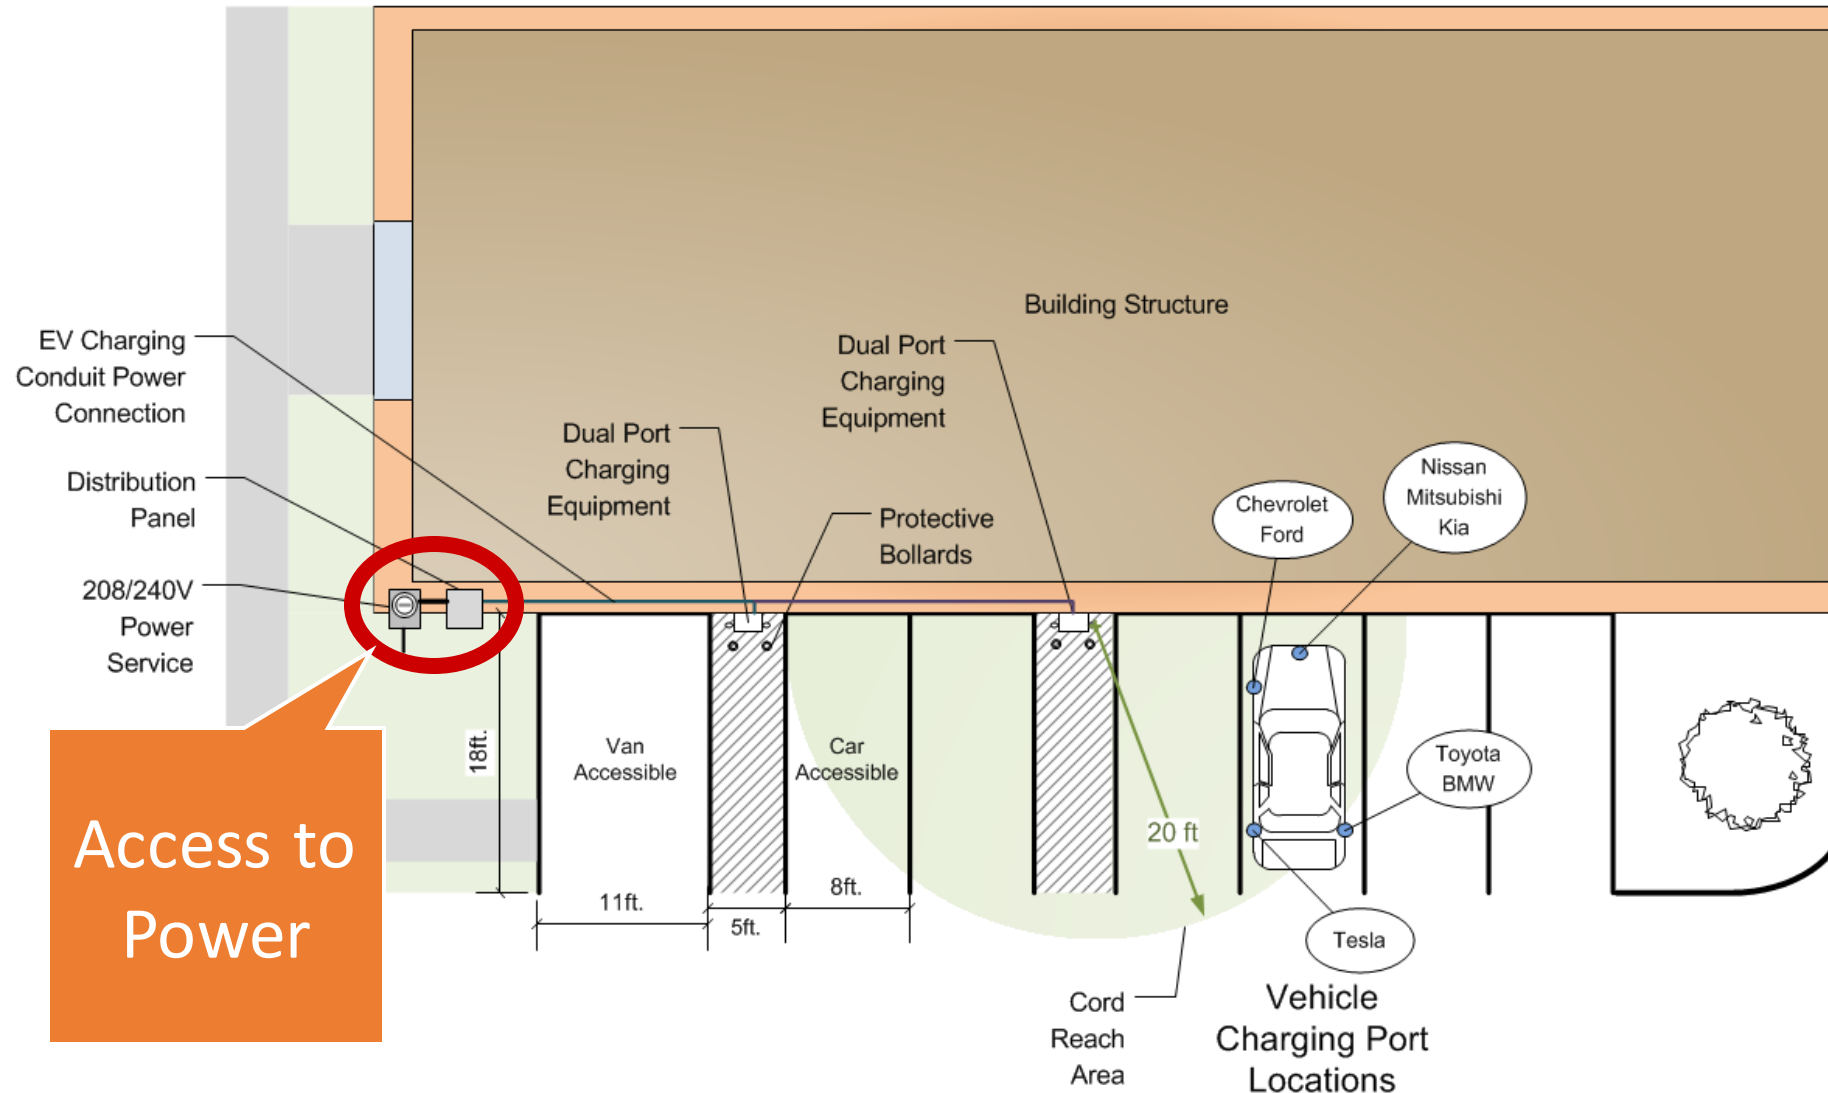 Building Structure
EV Charging
Conduit Power
Connection
Dual Port
Charging
Equipment
Dual Port
Charging
Equipment
Nissan
Mitsubishi
Kia
Chevrolet
Ford
Distribution
Panel
Protective
Bollards
208/240V
Power
Service
18ft.
Van
Accessible
Car
Accessible
Toyota
BMW
20 ft
Access to
Power
11ft.
5ft.
8ft.
Tesla
Cord
Reach
Area
Vehicle
Charging Port
Locations